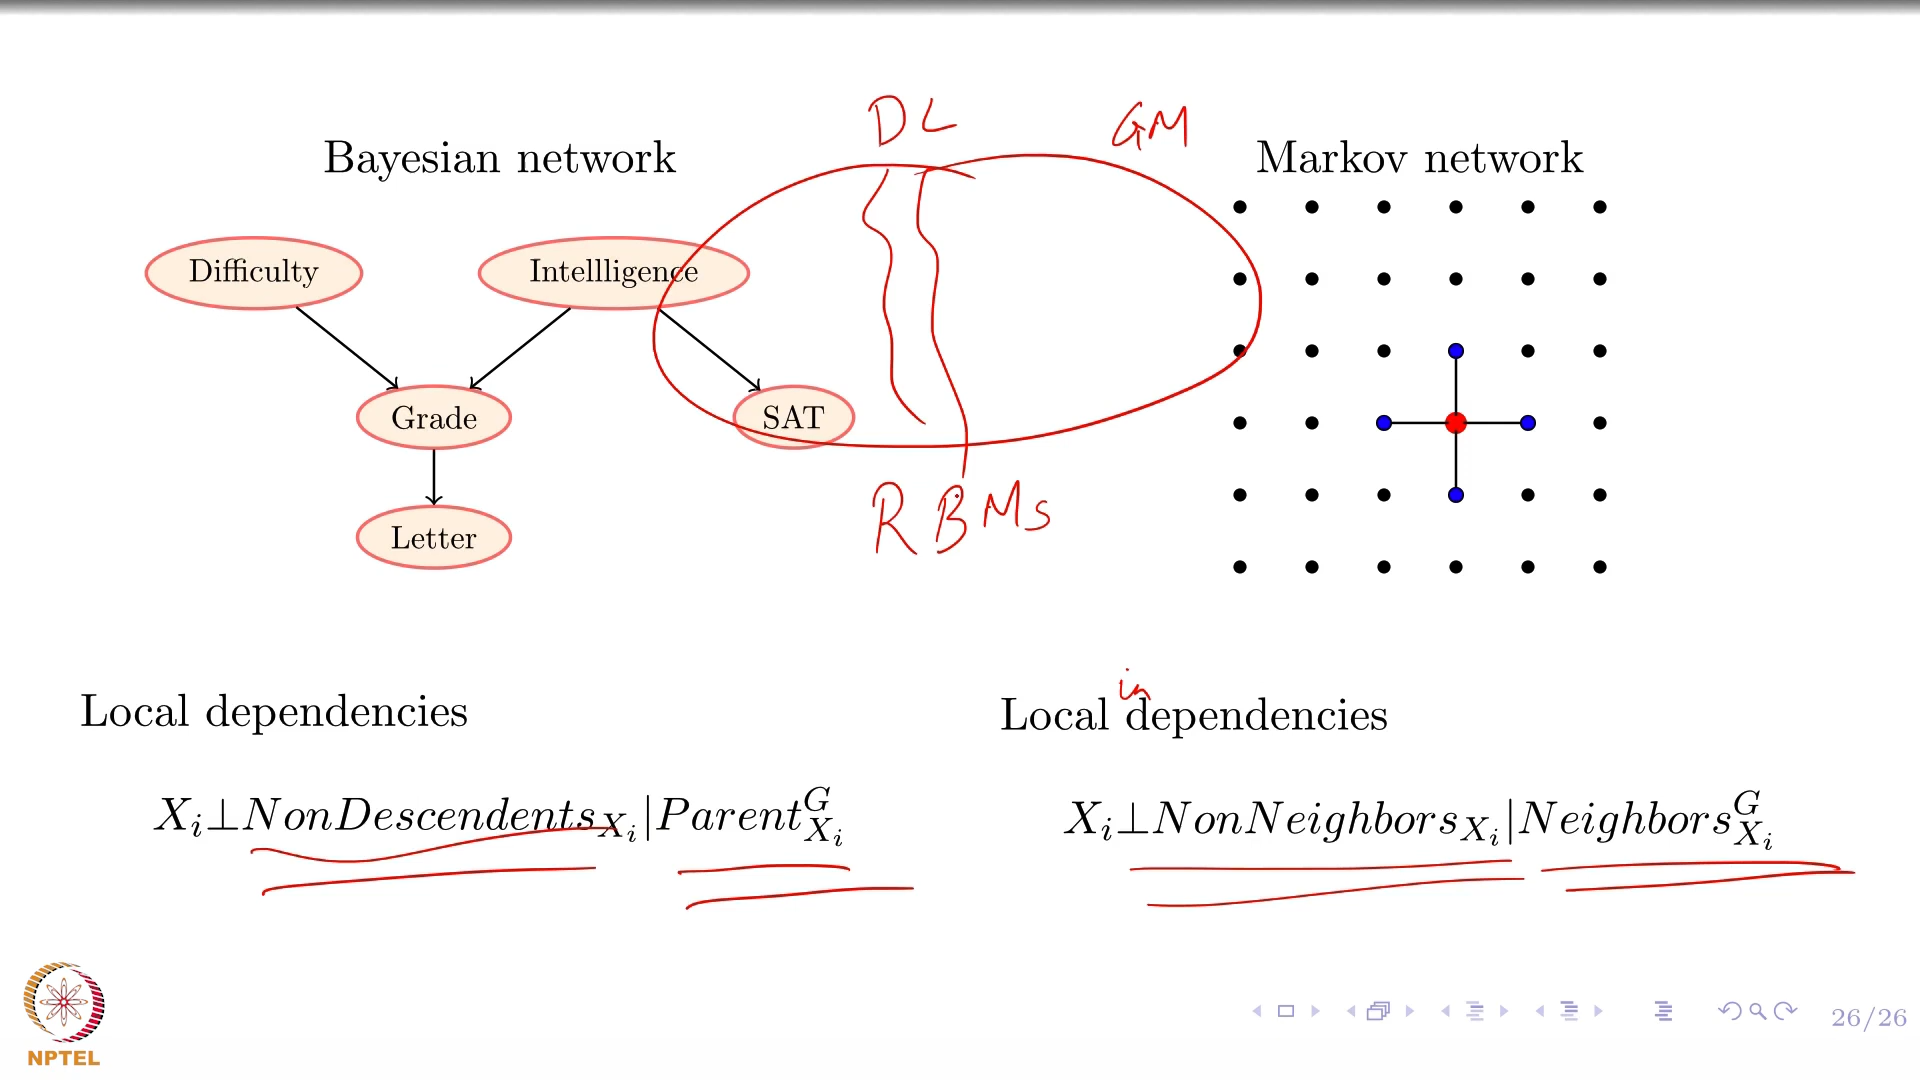 DL GM
Bayesian network
Markov network
Difficulty
Intellligence
Grade
SAT
Letter
RBMs
Local dependencies
in
Local dependencies
X_i⊥NonDescendents_{X_i}|Parent^G_{X_i}
X_i⊥NonNeighbors_{X_i}|Neighbors^G_{X_i}
NPTEL
26/26